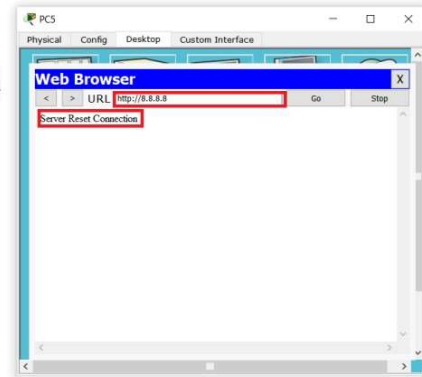 PC5
Physical Config Desktop Custom Interface
Web Browser X
< > URL http://8.8.8.8 Go Stop
Server Reset Connection